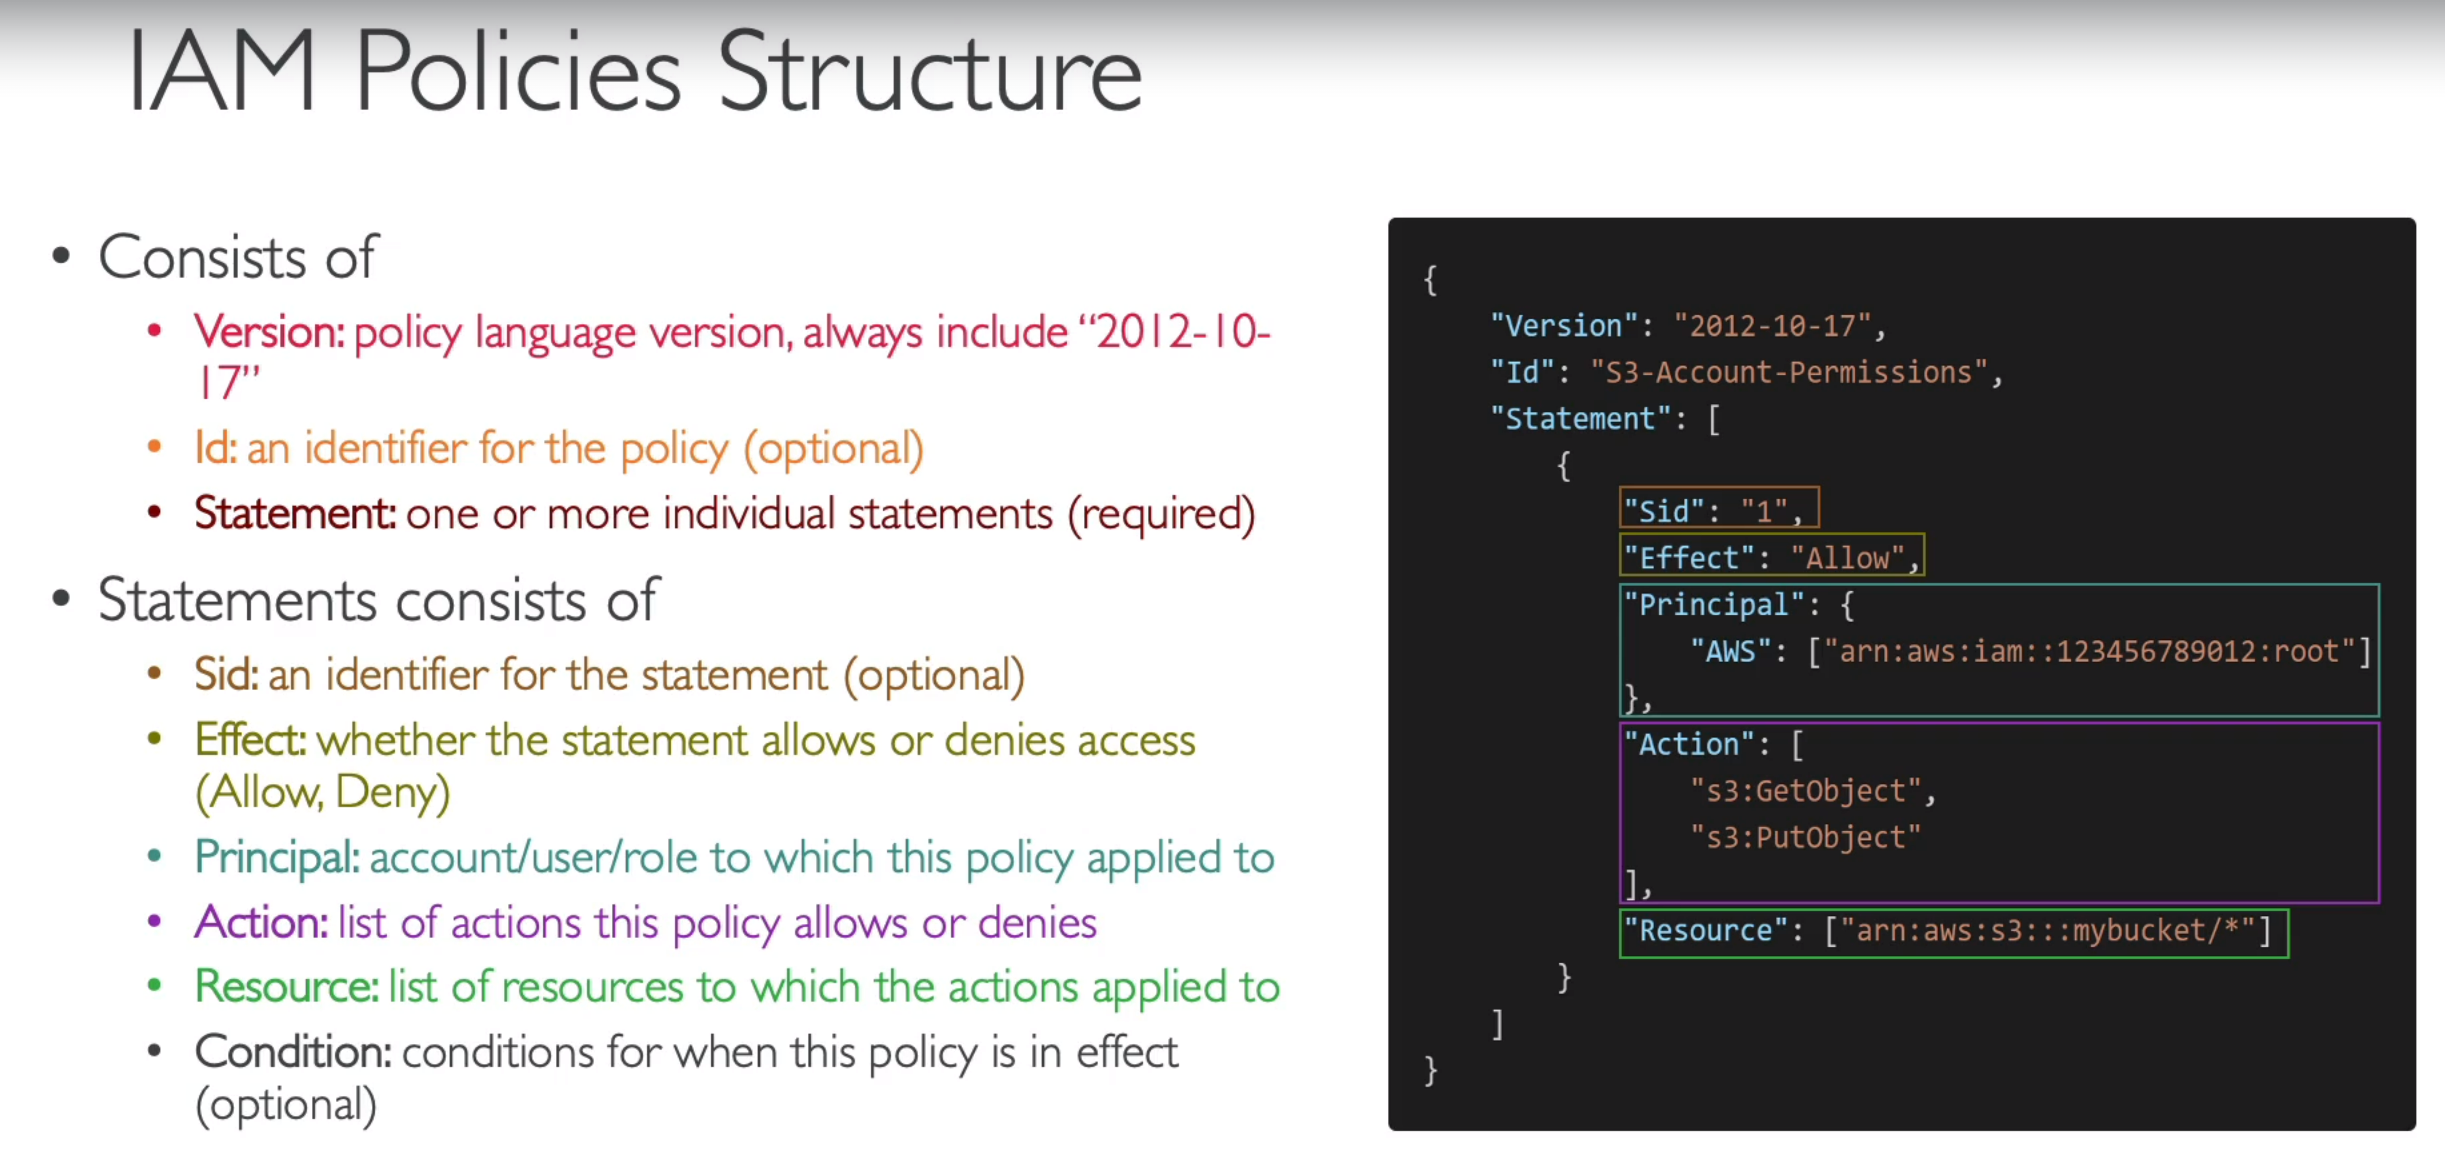 IAM Policies Structure
• Consists of
• Version: policy language version, always include “2012-10-
17”
• Id: an identifier for the policy (optional)
• Statement: one or more individual statements (required)
• Statements consists of
• Sid: an identifier for the statement (optional)
• Effect: whether the statement allows or denies access
(Allow, Deny)
• Principal: account/user/role to which this policy applied to
• Action: list of actions this policy allows or denies
• Resource: list of resources to which the actions applied to
• Condition: conditions for when this policy is in effect
(optional)
{
"Version": "2012-10-17",
"Id": "S3-Account-Permissions",
"Statement": [
{
"Sid": "1",
"Effect": "Allow",
"Principal": {
"AWS": ["arn:aws:iam::123456789012:root"]
},
"Action": [
"s3:GetObject",
"s3:PutObject"
],
"Resource": ["arn:aws:s3:::mybucket/*"]
}
]
}